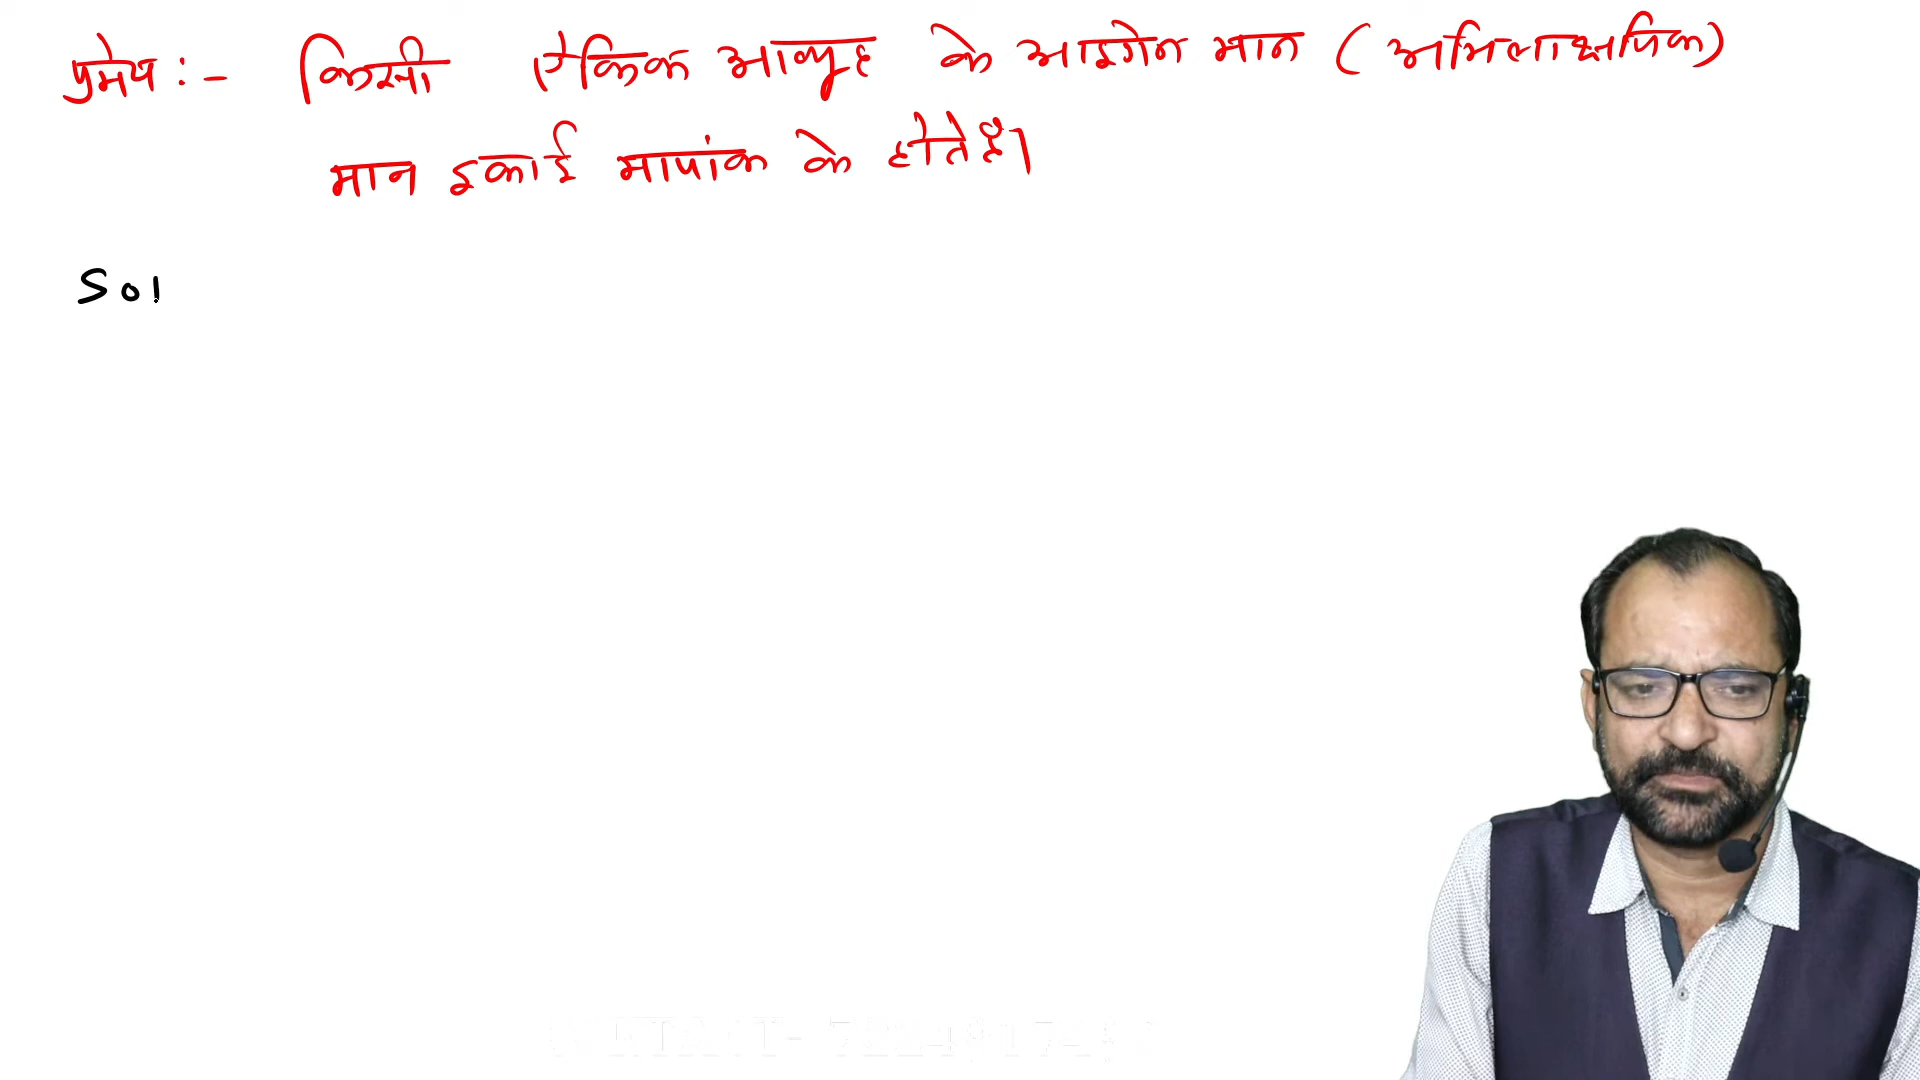 प्रमेय :- किसी ऐकिक आव्यूह के आइगेन मान ( अभिलाक्षणिक)
मान इकाई मापांक के होते है।
Sol